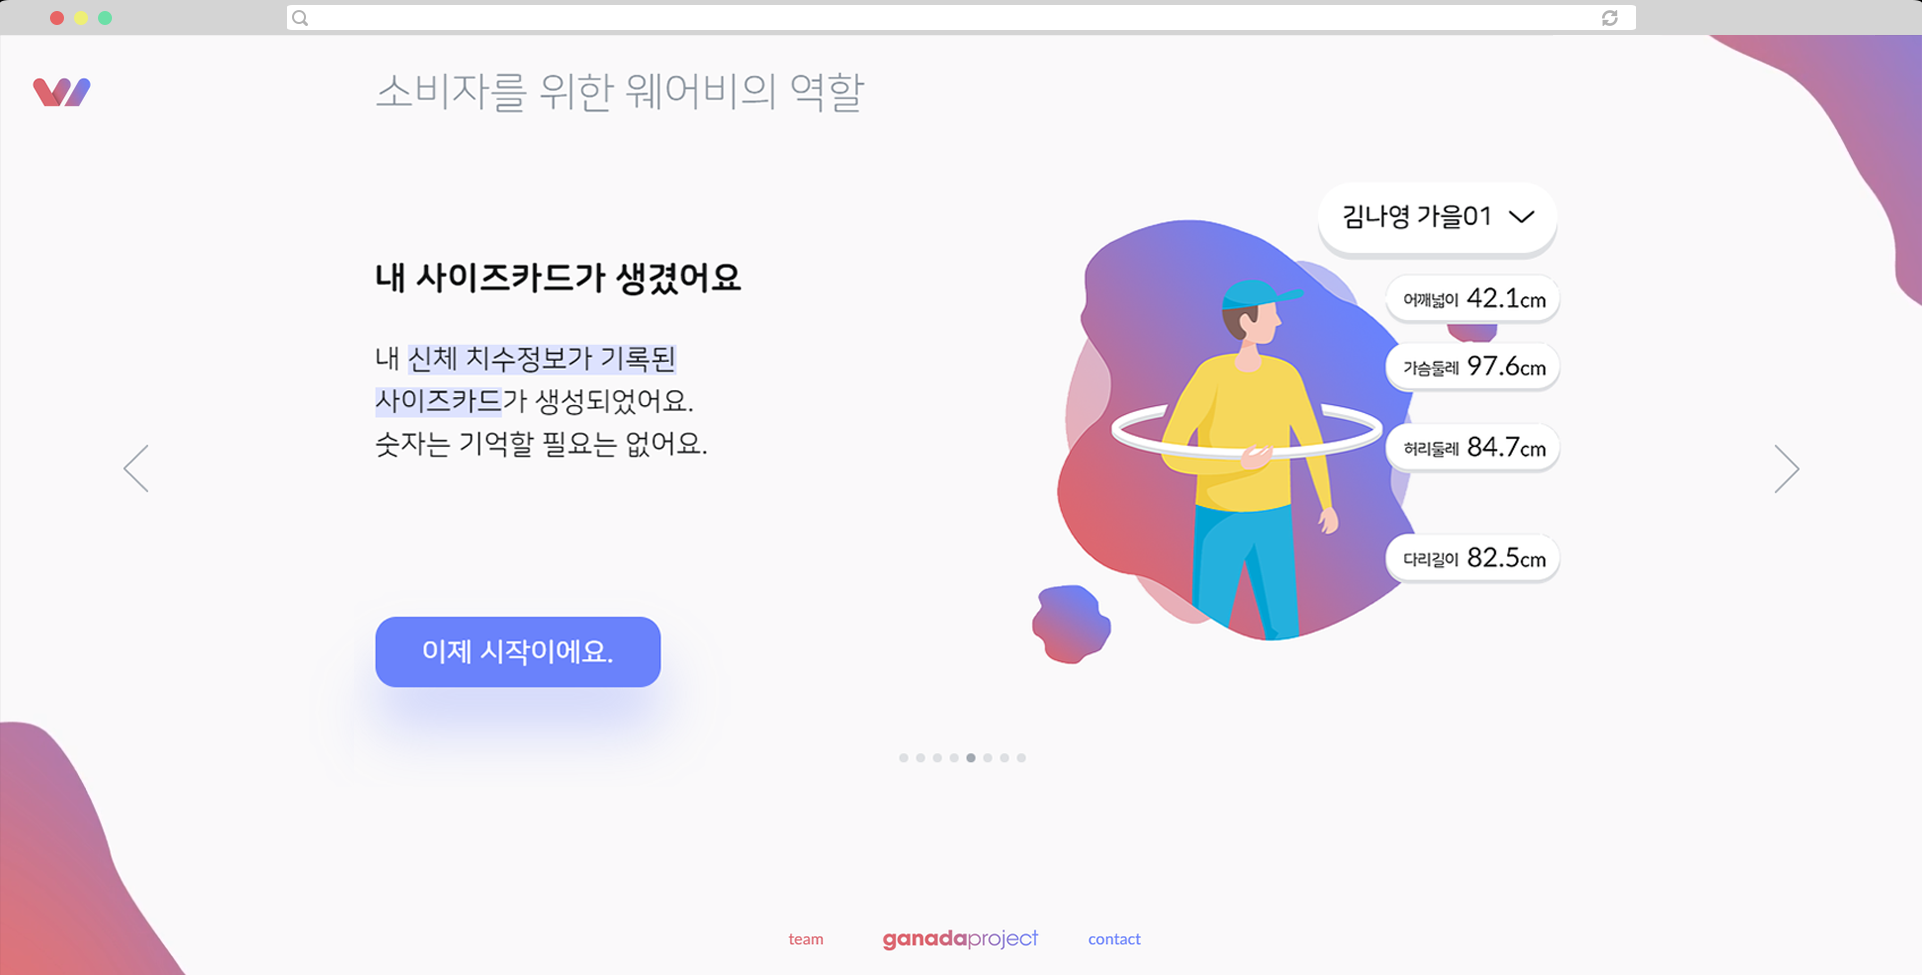 소비자를 위한 웨어비의 역할
내 사이즈카드가 생겼어요
내 신체 치수정보가 기록된
사이즈카드가 생성되었어요.
숫자는 기억할 필요는 없어요.
이제 시작이에요.
김나영 가을01
어깨넓이 42.1cm
가슴둘레 97.6cm
허리둘레 84.7cm
다리길이 82.5cm
team
ganadaproject
contact